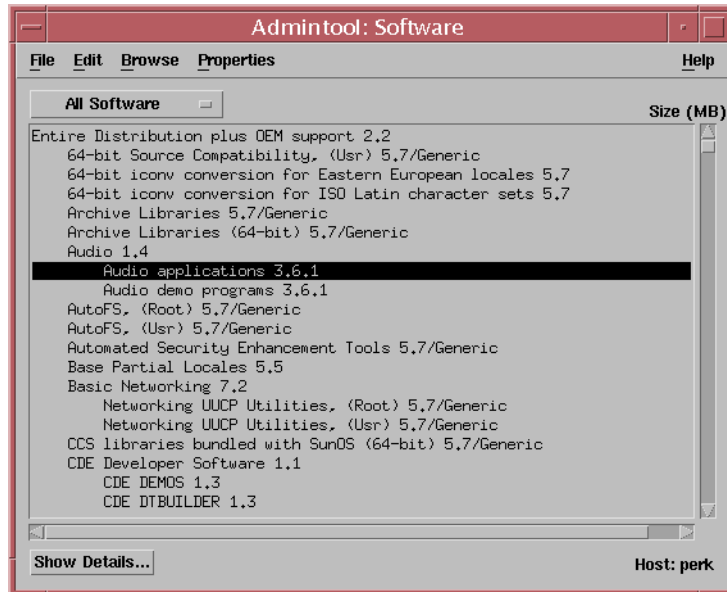 Admintool: Software
File Edit Browse Properties Help
All Software
Size (MB)
Entire Distribution plus OEM support 2.2
64-bit Source Compatibility, (Usr) 5.7/Generic
64-bit iconv conversion for Eastern European locales 5.7
64-bit iconv conversion for ISO Latin character sets 5.7
Archive Libraries 5.7/Generic
Archive Libraries (64-bit) 5.7/Generic
Audio 1.4
Audio applications 3.6.1
Audio demo programs 3.6.1
AutoFS, (Root) 5.7/Generic
AutoFS, (Usr) 5.7/Generic
Automated Security Enhancement Tools 5.7/Generic
Base Partial Locales 5.5
Basic Networking 7.2
Networking UUCP Utilities, (Root) 5.7/Generic
Networking UUCP Utilities, (Usr) 5.7/Generic
CCS libraries bundled with SunOS (64-bit) 5.7/Generic
CDE Developer Software 1.1
CDE DEMOS 1.3
CDE DTBUILDER 1.3
Show Details...
Host: perk